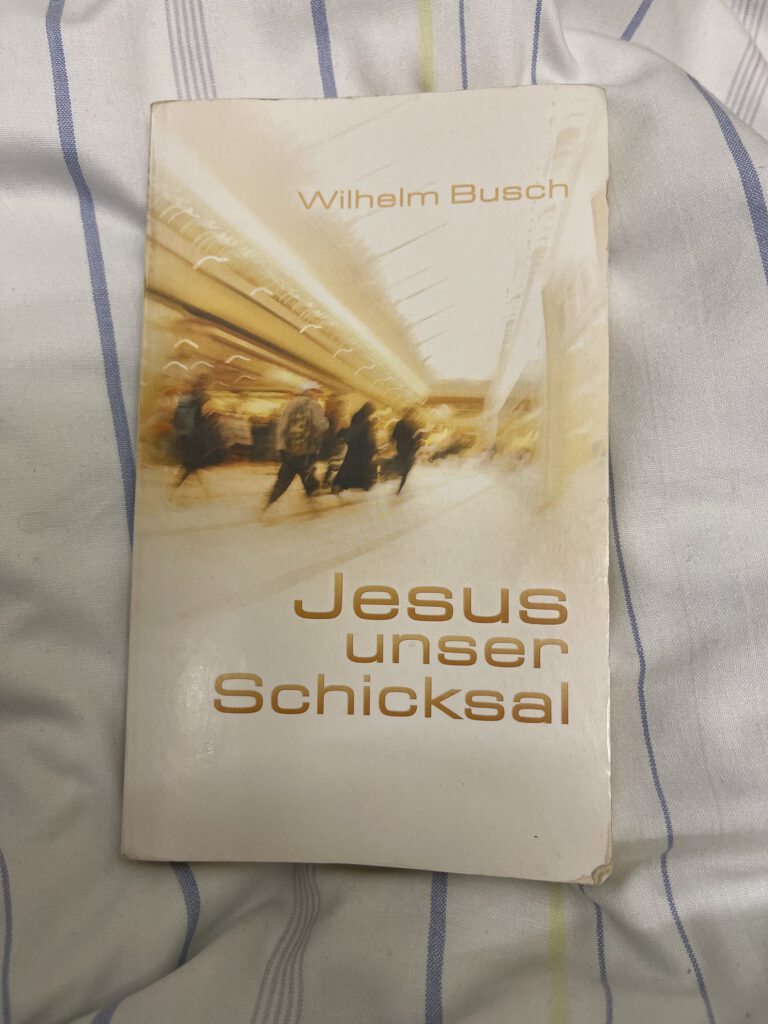 Wilhelm Busch
Jesus
unser
Schicksal